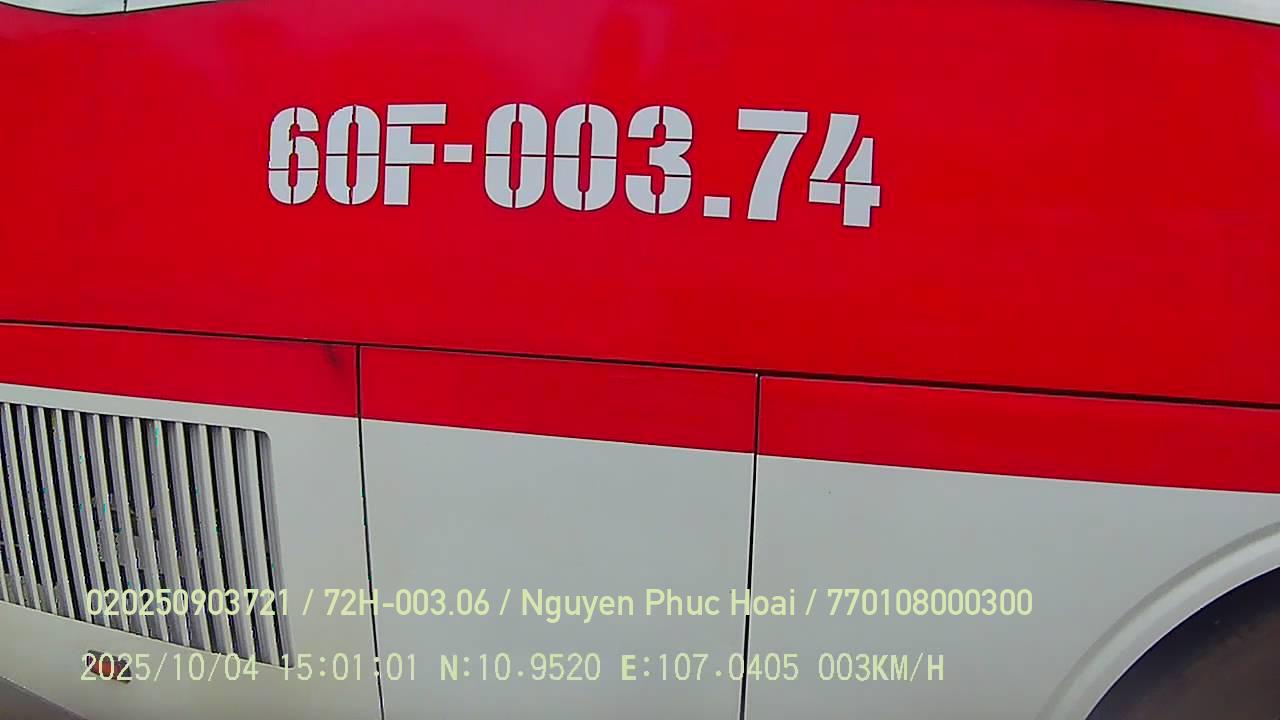 60F-003.74
020250903721 / 72H-003.06 / Nguyen Phuc Hoai / 770108000300
2025/10/04 15:01:01 N:10.9520 E:107.0405 003KM/H